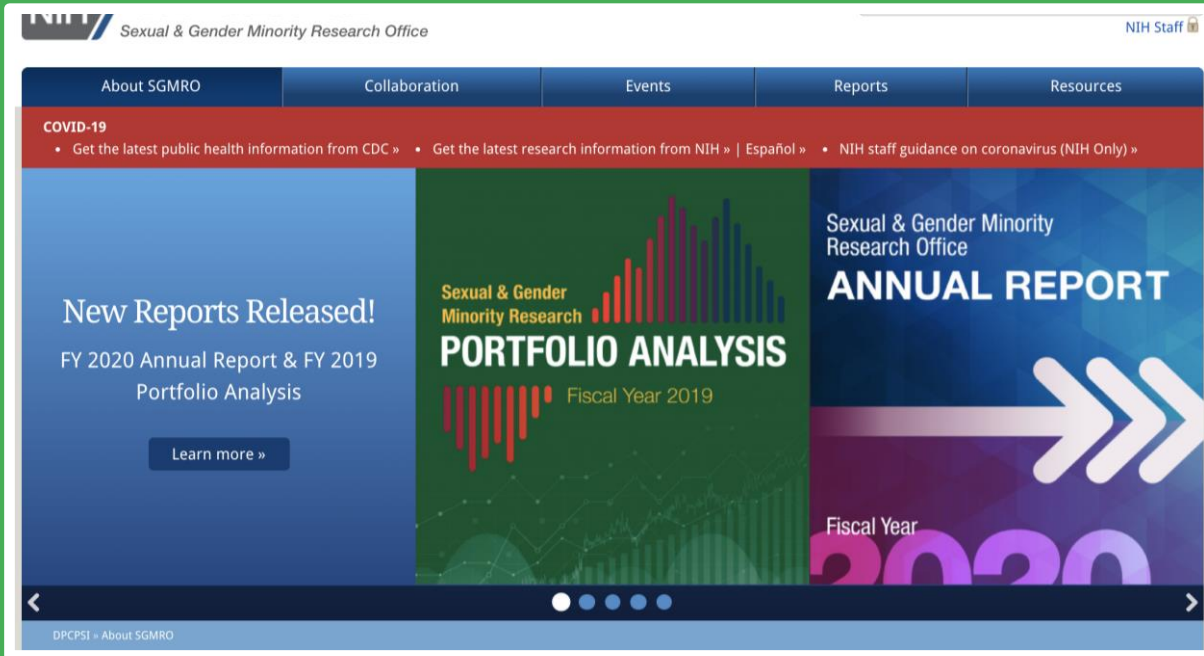 NIH
Sexual & Gender Minority Research Office
NIH Staff
About SGMRO
Collaboration
Events
Reports
Resources
COVID-19
• Get the latest public health information from CDC » • Get the latest research information from NIH » | Español » • NIH staff guidance on coronavirus (NIH Only) »
New Reports Released!
FY 2020 Annual Report & FY 2019
Portfolio Analysis
Learn more »
Sexual & Gender
Minority Research
PORTFOLIO ANALYSIS
Fiscal Year 2019
Sexual & Gender Minority
Research Office
ANNUAL REPORT
Fiscal Year
2020
DPCPSI » About SGMRO